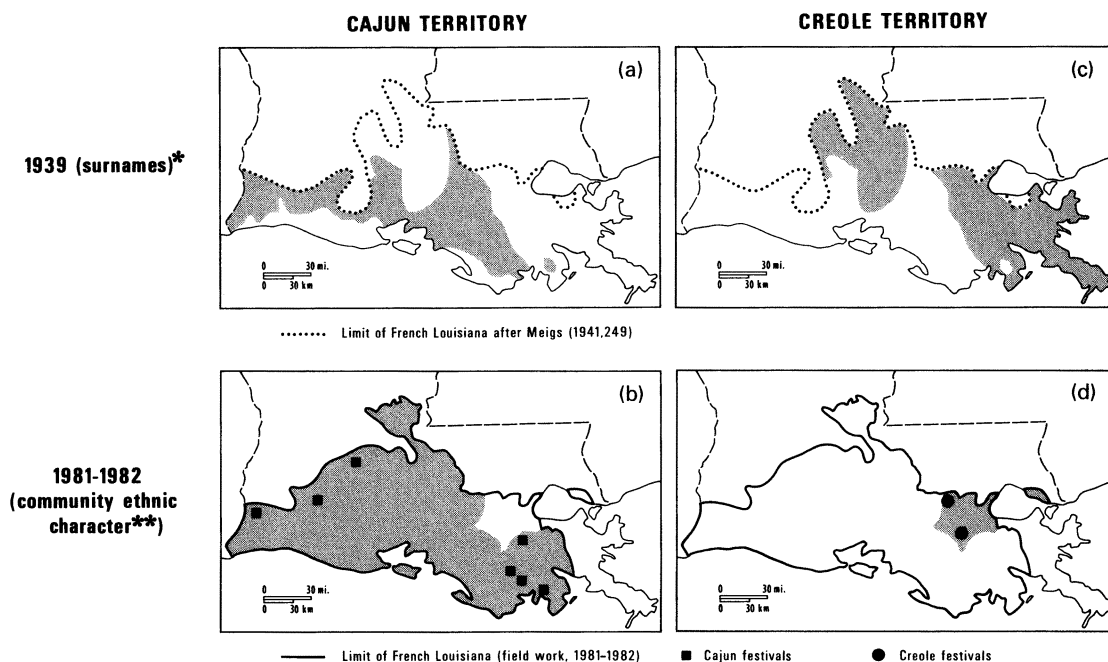 CAJUN TERRITORY
CREOLE TERRITORY
1939 (surnames)*
(a)
0 30 mi.
0 30 km
(c)
0 30 mi.
0 30 km
Limit of French Louisiana after Meigs (1941,249)
1981-1982
(community ethnic
character**)
(b)
0 30 mi.
0 30 km
(d)
0 30 mi.
0 30 km
Limit of French Louisiana (field work, 1981-1982)
Cajun festivals
Creole festivals